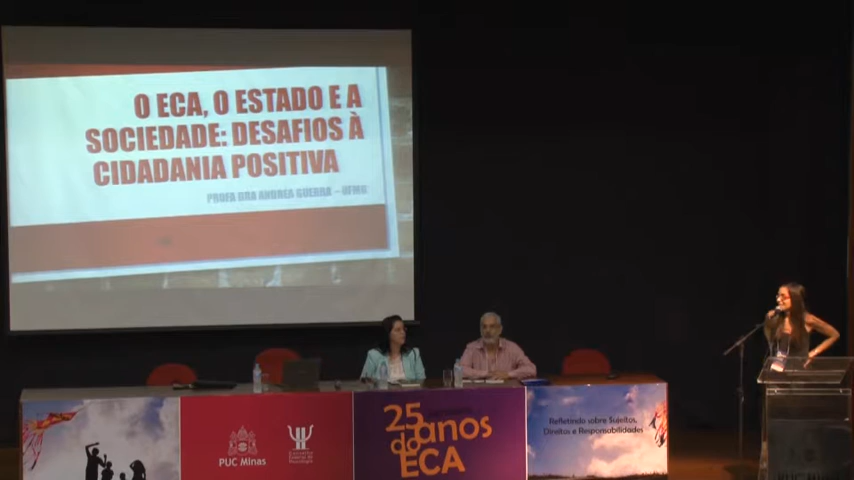 O ECA, O ESTADO E A
SOCIEDADE: DESAFIOS À
CIDADANIA POSITIVA
PROFA DRA ANDREA GUERRA – UFMG
PUC Minas
25 anos
do ECA
Refletindo sobre Sujeitos,
Direitos e Responsabilidades